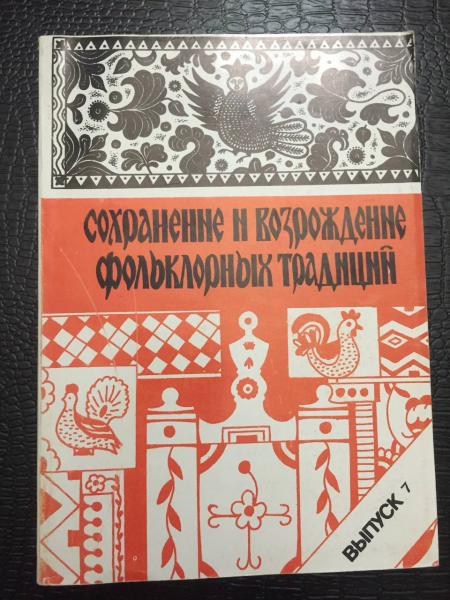 Сохранение и возрождение
фольклорных традиций
ВЫПУСК 7